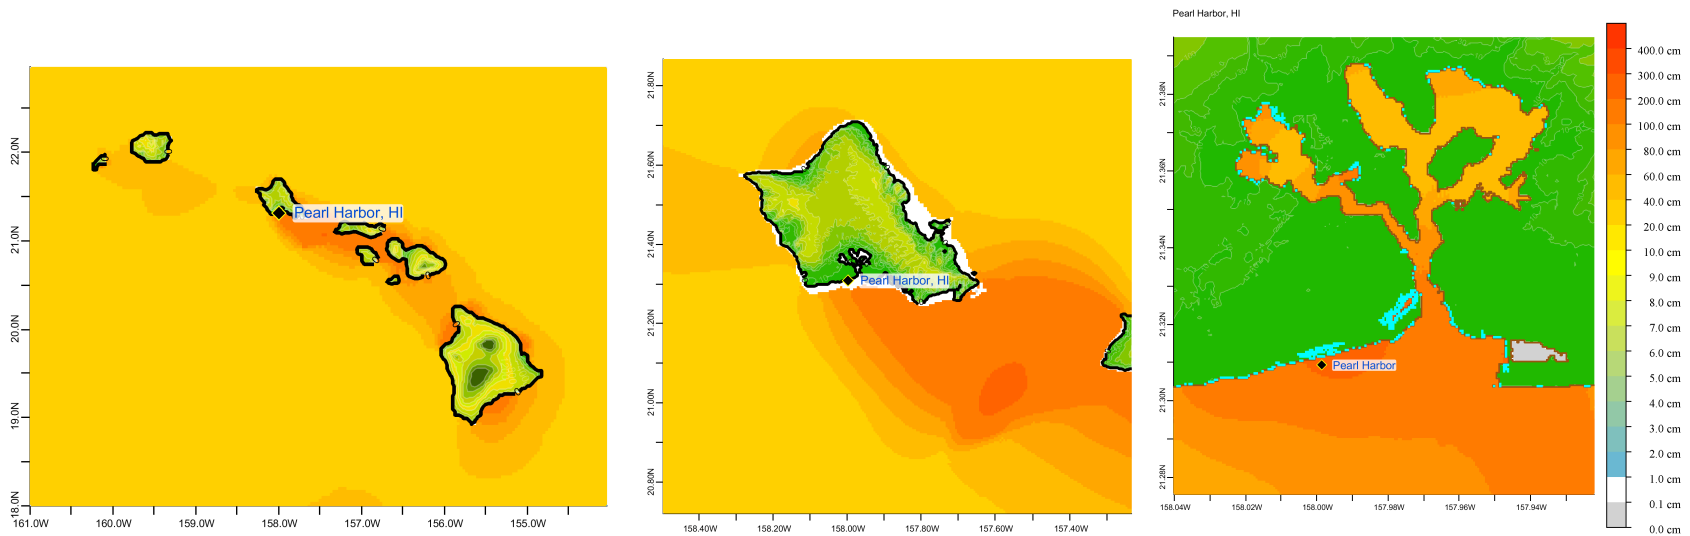 Pearl Harbor, HI
22.0N
21.0N
20.0N
19.0N
18.0N
161.0W
160.0W
159.0W
158.0W
157.0W
156.0W
155.0W
Pearl Harbor, HI
21.80N
21.60N
21.40N
21.20N
21.00N
20.80N
158.40W
158.20W
158.00W
157.80W
157.60W
157.40W
Pearl Harbor, HI
21.38N
21.36N
21.34N
21.32N
21.30N
21.28N
158.04W
158.02W
158.00W
157.98W
157.96W
157.94W
Pearl Harbor
400.0 cm
300.0 cm
200.0 cm
100.0 cm
80.0 cm
60.0 cm
40.0 cm
20.0 cm
10.0 cm
9.0 cm
8.0 cm
7.0 cm
6.0 cm
5.0 cm
4.0 cm
3.0 cm
2.0 cm
1.0 cm
0.1 cm
0.0 cm